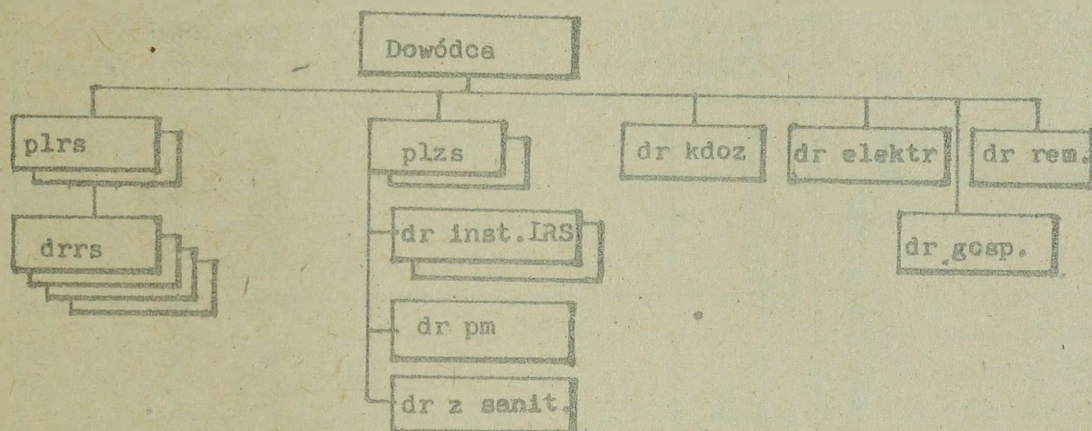 Dowódca
plrs
plzs
dr kdoz
dr elektr
dr rem.
drrs
dr inst.IRS
dr gosp.
dr pm
dr z sanit.